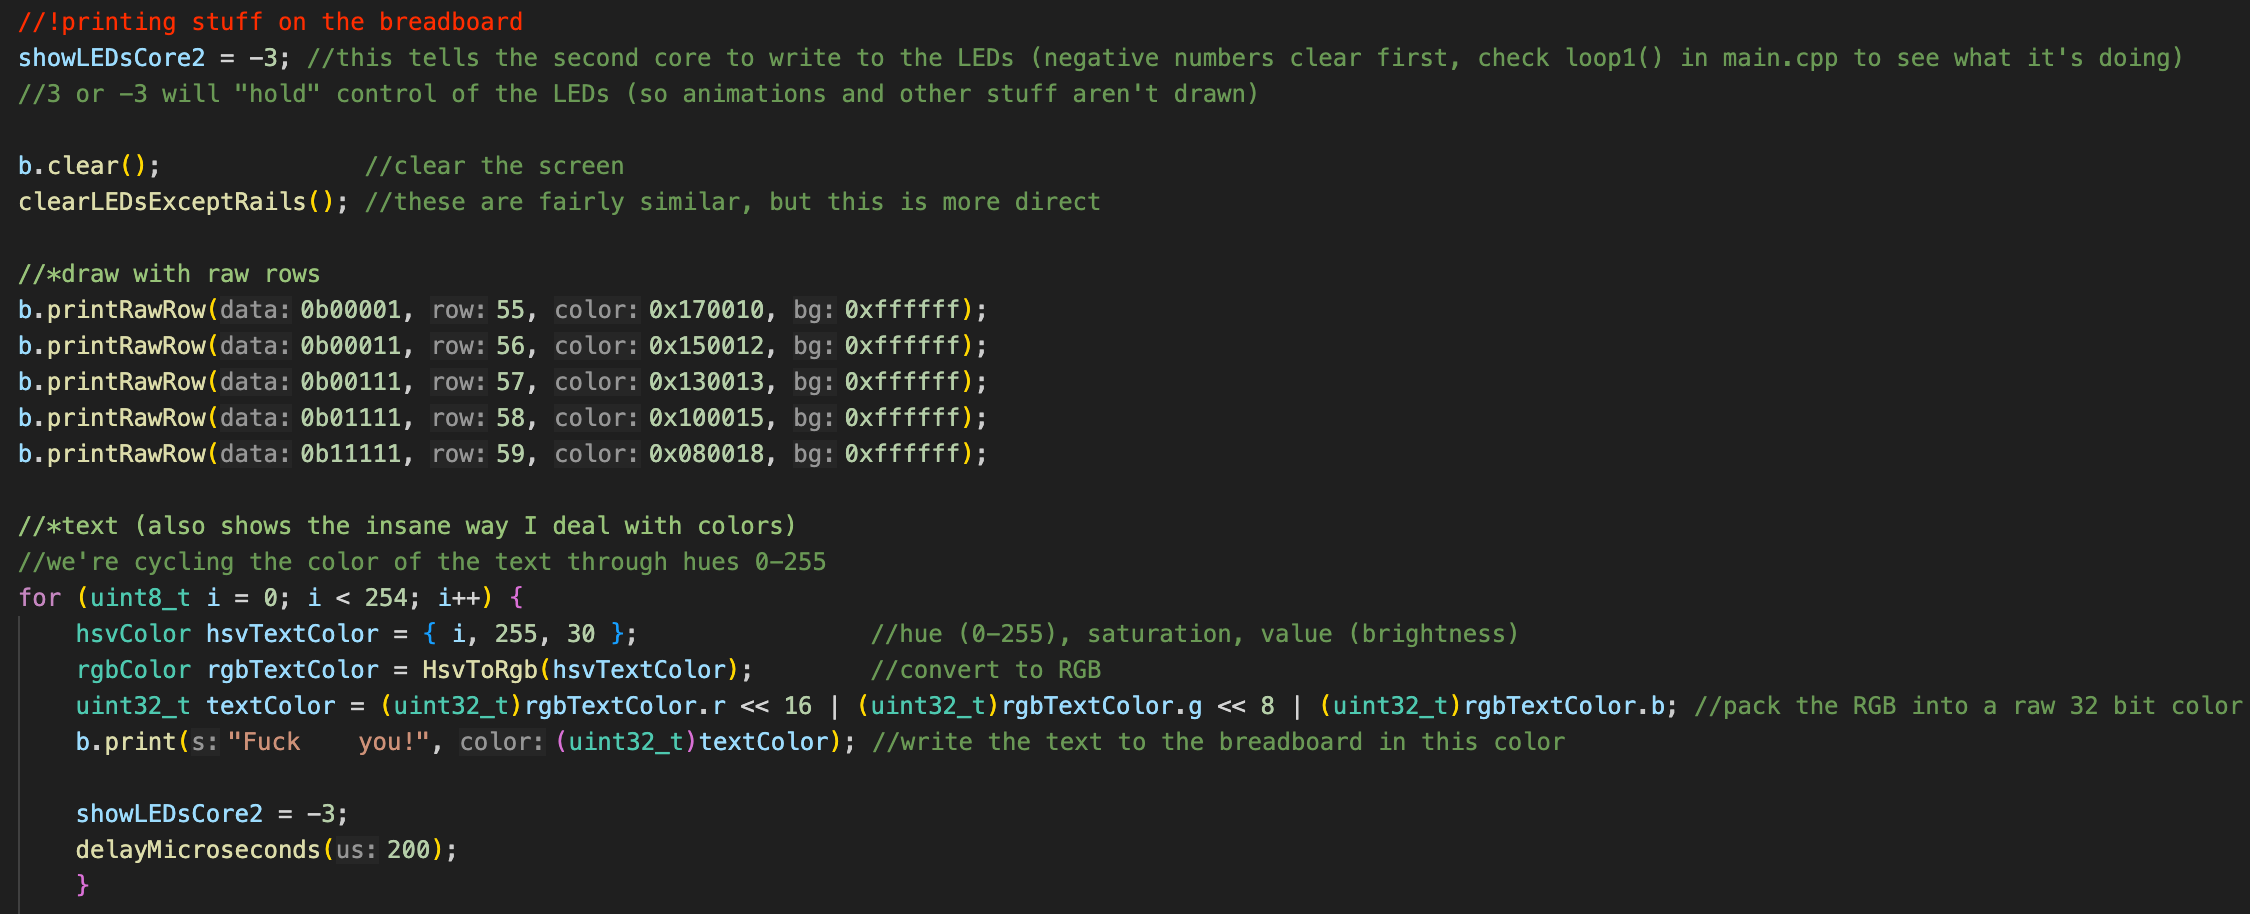 //!printing stuff on the breadboard
showLEDsCore2 = -3; //this tells the second core to write to the LEDs (negative numbers clear first, check loop1() in main.cpp to see what it's doing)
//3 or -3 will "hold" control of the LEDs (so animations and other stuff aren't drawn)
b.clear();              //clear the screen
clearLEDsExceptRails(); //these are fairly similar, but this is more direct
//*draw with raw rows
b.printRawRow(data: 0b00001, row: 55, color: 0x170010, bg: 0xffffff);
b.printRawRow(data: 0b00011, row: 56, color: 0x150012, bg: 0xffffff);
b.printRawRow(data: 0b00111, row: 57, color: 0x130013, bg: 0xffffff);
b.printRawRow(data: 0b01111, row: 58, color: 0x100015, bg: 0xffffff);
b.printRawRow(data: 0b11111, row: 59, color: 0x080018, bg: 0xffffff);
//*text (also shows the insane way I deal with colors)
//we're cycling the color of the text through hues 0-255
for (uint8_t i = 0; i < 254; i++) {
    hsvColor hsvTextColor = { i, 255, 30 };                //hue (0-255), saturation, value (brightness)
    rgbColor rgbTextColor = HsvToRgb(hsvTextColor);        //convert to RGB
    uint32_t textColor = (uint32_t)rgbTextColor.r << 16 | (uint32_t)rgbTextColor.g << 8 | (uint32_t)rgbTextColor.b; //pack the RGB into a raw 32 bit color
    b.print(s: "Fuck    you!", color: (uint32_t)textColor); //write the text to the breadboard in this color
    showLEDsCore2 = -3;
    delayMicroseconds(us: 200);
    }